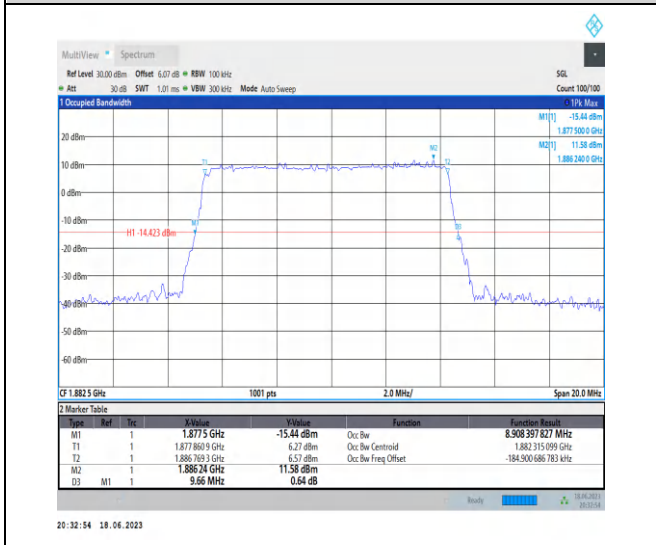 MultiView Spectrum
Ref Level 30.00 dBm Offset 6.07 dB RBW 100 kHz SGL
Att 30 dB SWT 1.01 ms VBW 300 kHz Mode Auto Sweep Count 100/100
1 Occupied Bandwidth 1Pk Max
M1[1] -15.44 dBm
1.877 500 0 GHz
M2[1] 11.58 dBm
1.886 240 0 GHz
20 dBm
M2
T1 T2
10 dBm
0 dBm
-10 dBm
M1
H1 -14.423 dBm
-20 dBm
-30 dBm
-40 dBm
-50 dBm
-60 dBm
CF 1.882 5 GHz 1001 pts 2.0 MHz/ Span 20.0 MHz
2 Marker Table
Type Ref Trc X-Value Y-Value Function Function Result
M1 1 1.877 5 GHz -15.44 dBm Occ Bw 8.908 397 827 MHz
T1 1 1.877 860 9 GHz 6.27 dBm Occ Bw Centroid 1.882 315 099 GHz
T2 1 1.886 769 3 GHz 6.57 dBm Occ Bw Freq Offset -184.900 686 783 kHz
M2 1 1.886 24 GHz 11.58 dBm
D3 M1 1 9.66 MHz 0.64 dB
Ready 18.06.2023
20:32:54
20:32:54 18.06.2023